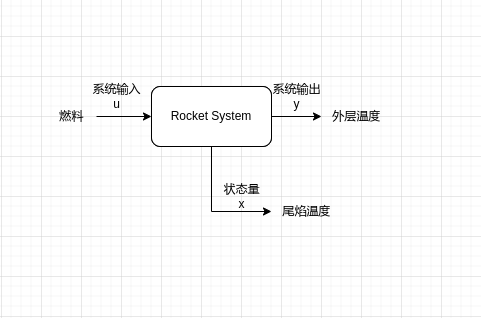 系统输入
u
燃料
Rocket System
系统输出
y
外层温度
状态量
x
尾焰温度